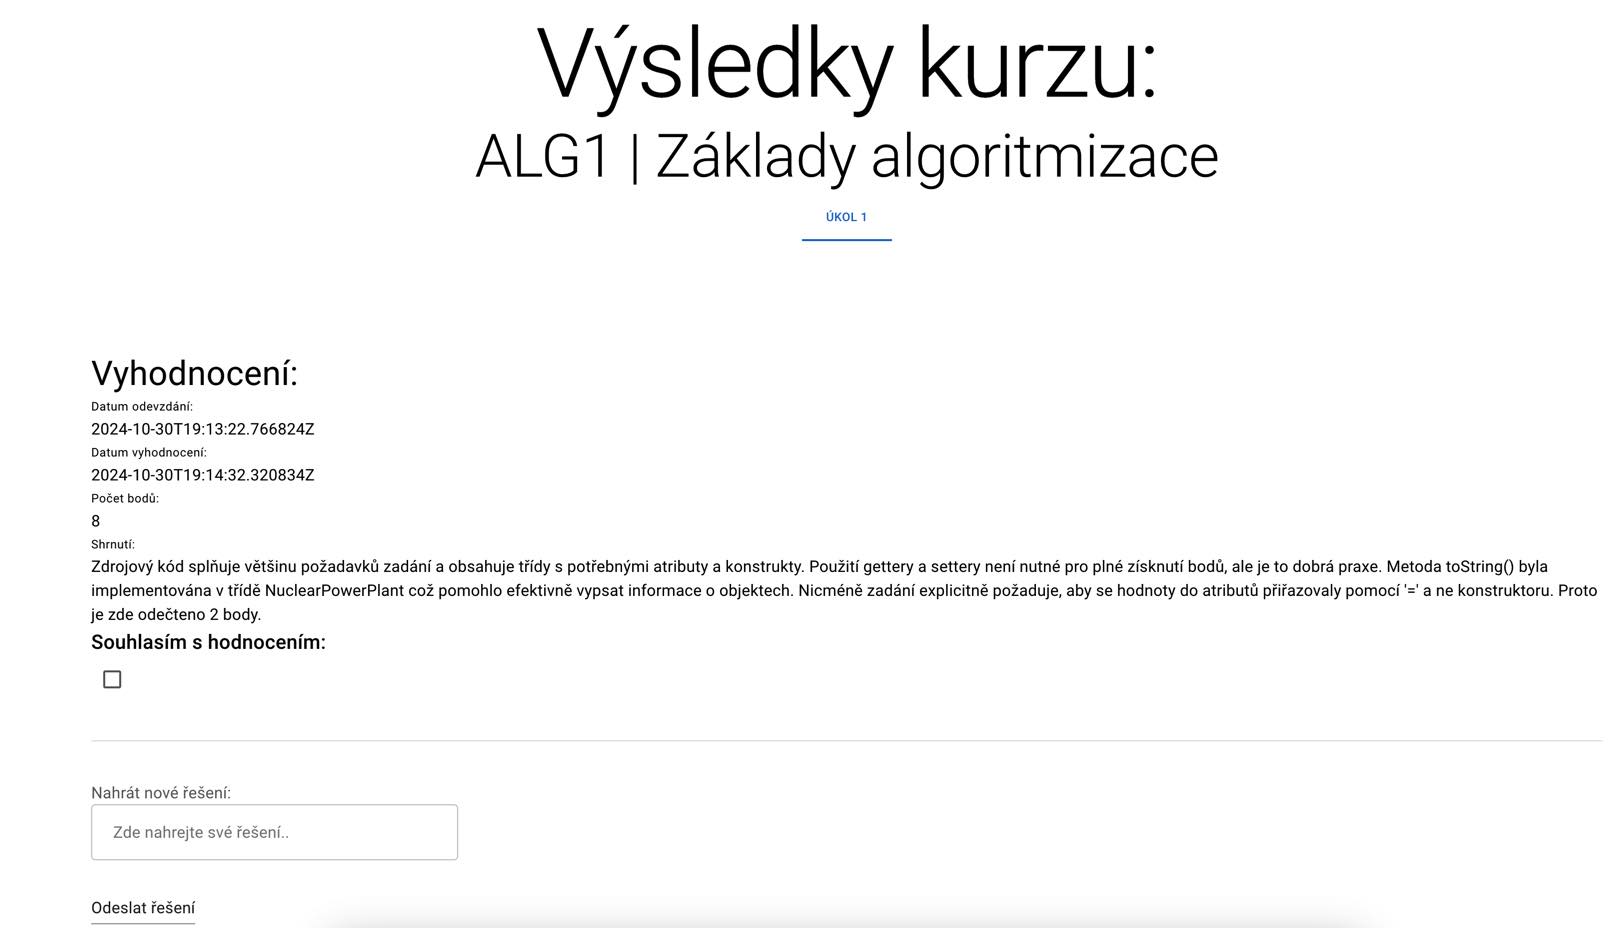 Výsledky kurzu:
ALG1 | Základy algoritmizace
ÚKOL 1
Vyhodnocení:
Datum odevzdání:
2024-10-30T19:13:22.766824Z
Datum vyhodnocení:
2024-10-30T19:14:32.320834Z
Počet bodů:
8
Shrnutí:
Zdrojový kód splňuje většinu požadavků zadání a obsahuje třídy s potřebnými atributy a konstrukty. Použití gettery a settery není nutné pro plné získnutí bodů, ale je to dobrá praxe. Metoda toString() byla
implementována v třídě NuclearPowerPlant což pomohlo efektivně vypsat informace o objektech. Nicméně zadání explicitně požaduje, aby se hodnoty do atributů přiřazovaly pomocí '=' a ne konstruktoru. Proto
je zde odečteno 2 body.
Souhlasím s hodnocením:
Nahrát nové řešení:
Zde nahrejte své řešení..
Odeslat řešení